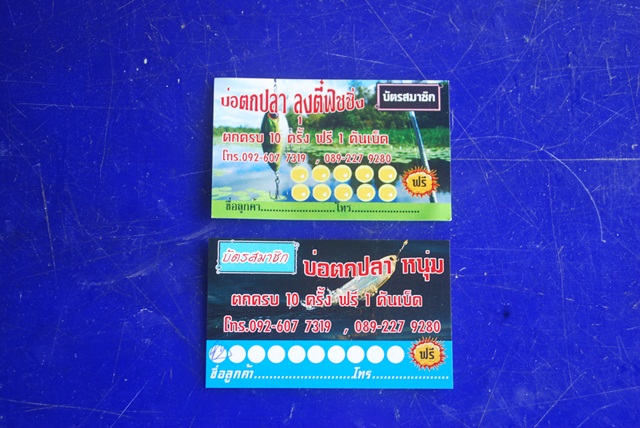 บ่อตกปลา ลุงตี๋ฟิชชิ่ง
บัตรสมาชิก
ตกครบ 10 ครั้ง ฟรี 1 คันเบ็ด
โทร.092-607 7319 , 089-227 9280
ฟรี
ชื่อลูกค้า........................โทร......................
บัตรสมาชิก
บ่อตกปลา หนุ่ม
ตกครบ 10 ครั้ง ฟรี 1 คันเบ็ด
โทร.092-607 7319 , 089-227 9280
ฟรี
ชื่อลูกค้า..........................โทร......................